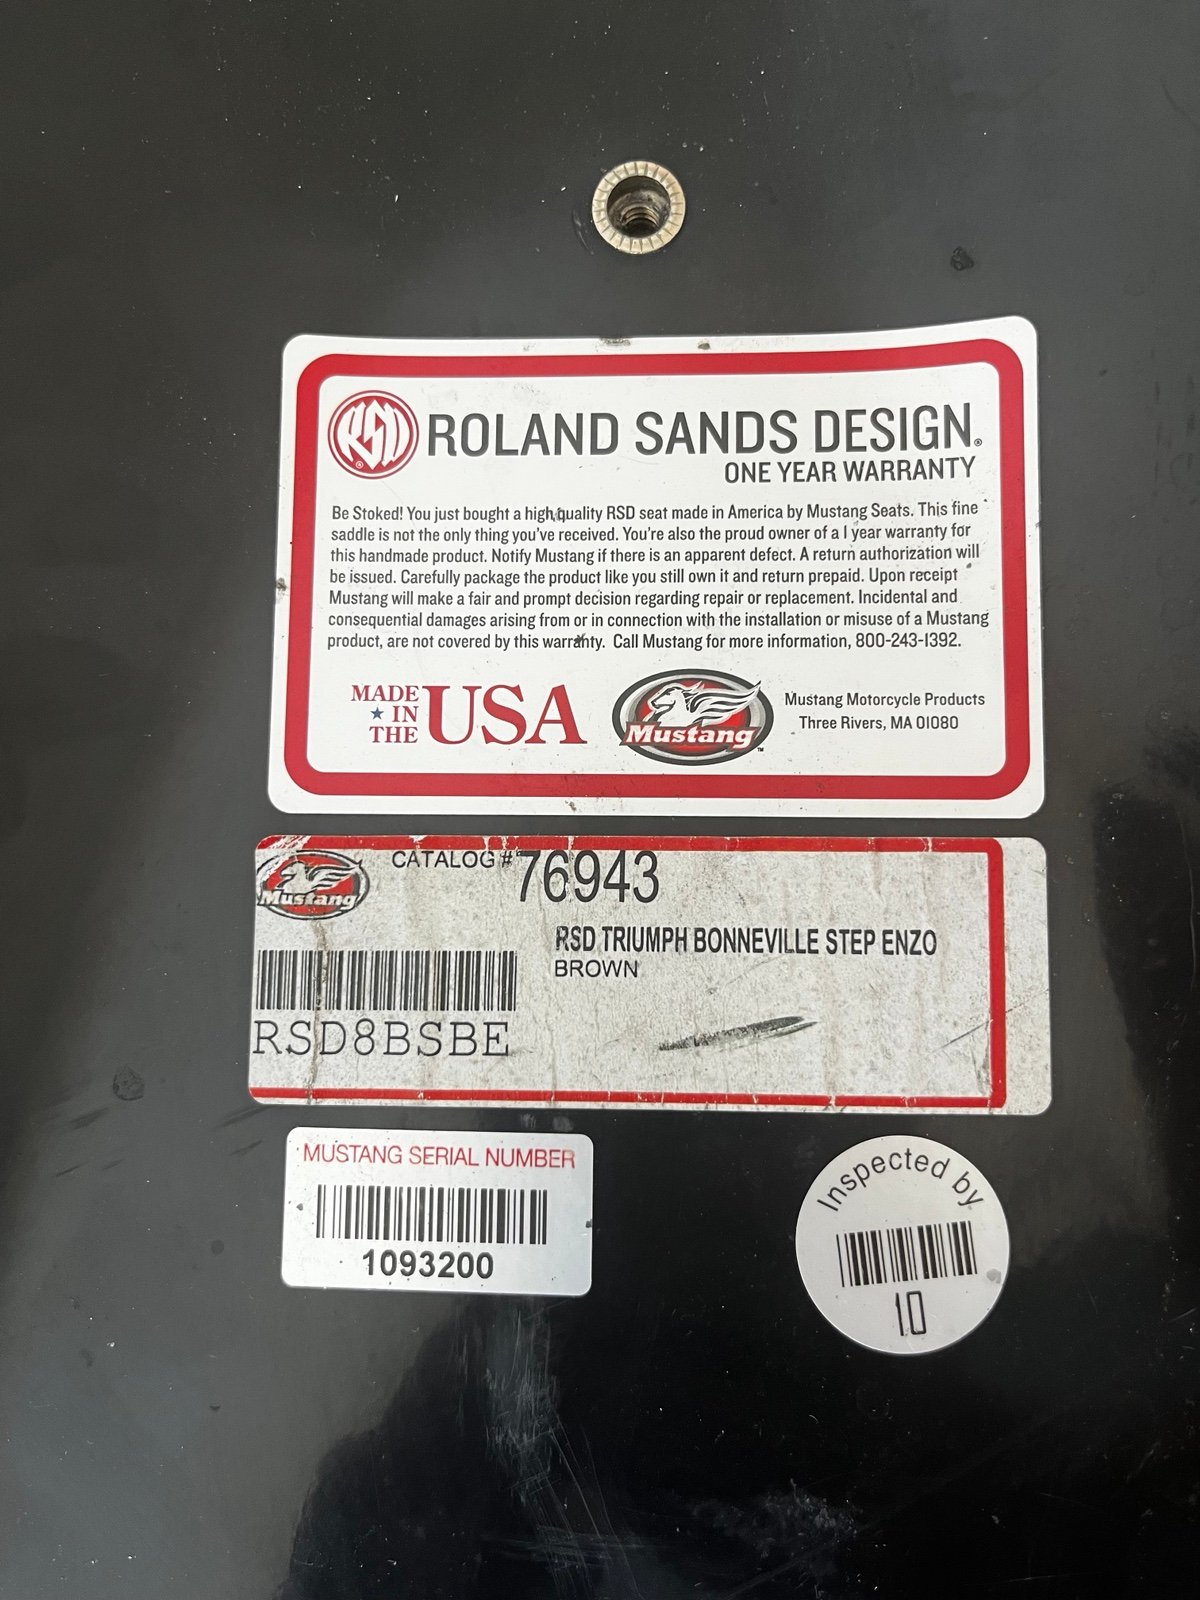 RSD ROLAND SANDS DESIGN®
ONE YEAR WARRANTY
Be Stoked! You just bought a high quality RSD seat made in America by Mustang Seats. This fine
saddle is not the only thing you've received. You're also the proud owner of a 1 year warranty for
this handmade product. Notify Mustang if there is an apparent defect. A return authorization will
be issued. Carefully package the product like you still own it and return prepaid. Upon receipt
Mustang will make a fair and prompt decision regarding repair or replacement. Incidental and
consequential damages arising from or in connection with the installation or misuse of a Mustang
product, are not covered by this warranty. Call Mustang for more information, 800-243-1392.
MADE
IN
THE
USA
Mustang™
Mustang Motorcycle Products
Three Rivers, MA 01080
Mustang
CATALOG # 76943
RSD TRIUMPH BONNEVILLE STEP ENZO
BROWN
RSD8BSBE
MUSTANG SERIAL NUMBER
1093200
Inspected by
10